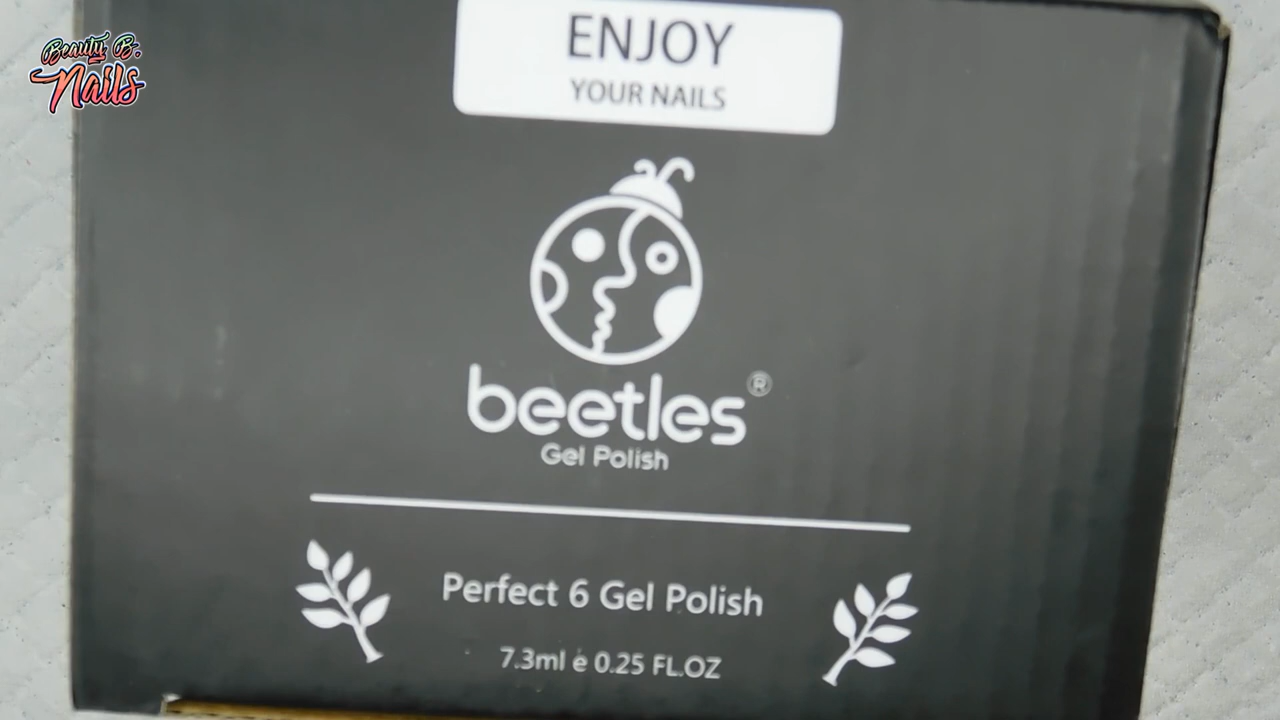 Beauty B.
Nails
ENJOY
YOUR NAILS
beetles®
Gel Polish
Perfect 6 Gel Polish
7.3ml e 0.25 FL.OZ